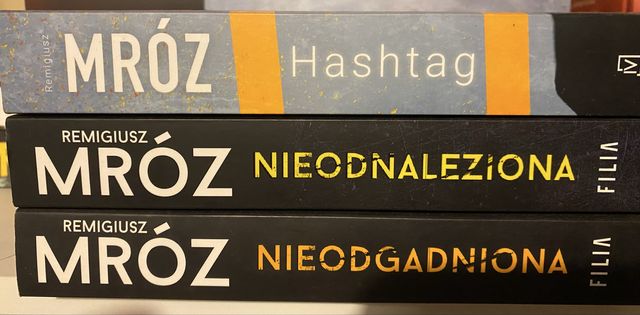 Remigiusz
MRÓZ
Hashtag
REMIGIUSZ
MRÓZ
NIEODNALEZIONA
FILIA
REMIGIUSZ
MRÓZ
NIEODGADNIONA
FILIA